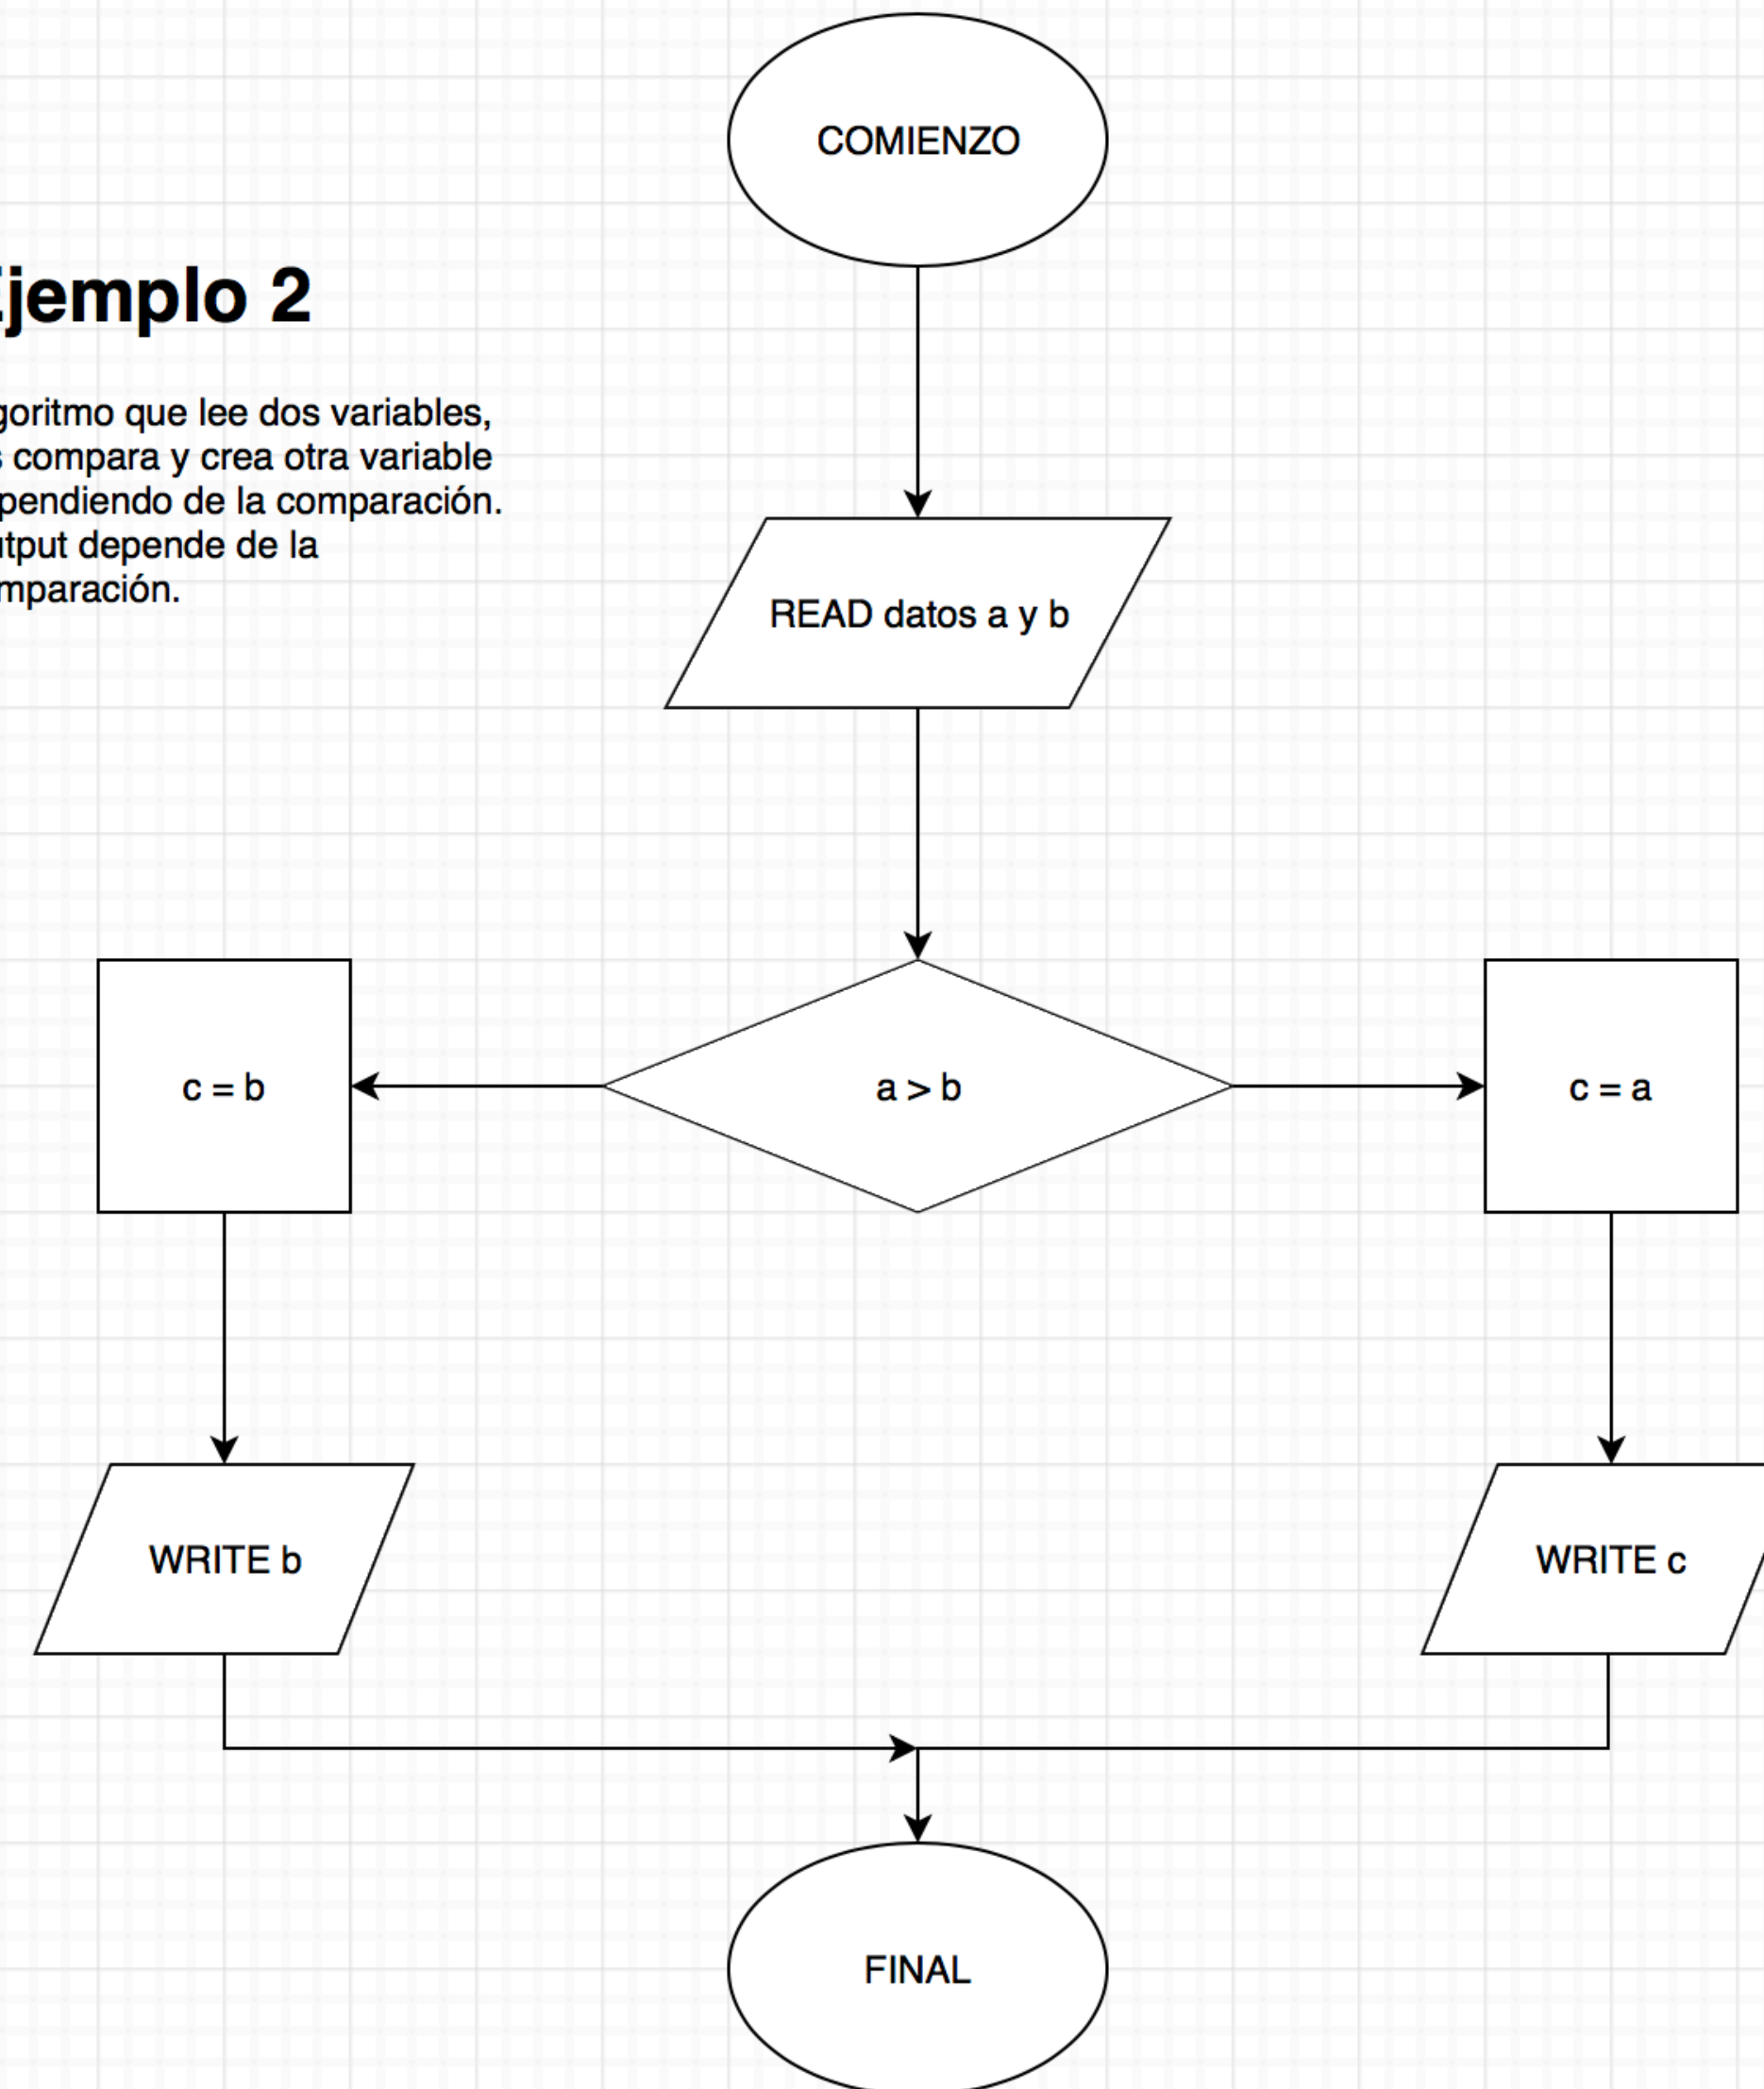 COMIENZO
jemplo 2
goritmo que lee dos variables,
s compara y crea otra variable
pendiendo de la comparación.
tput depende de la
mparación.
READ datos a y b
c = b
a > b
c = a
WRITE b
WRITE c
FINAL